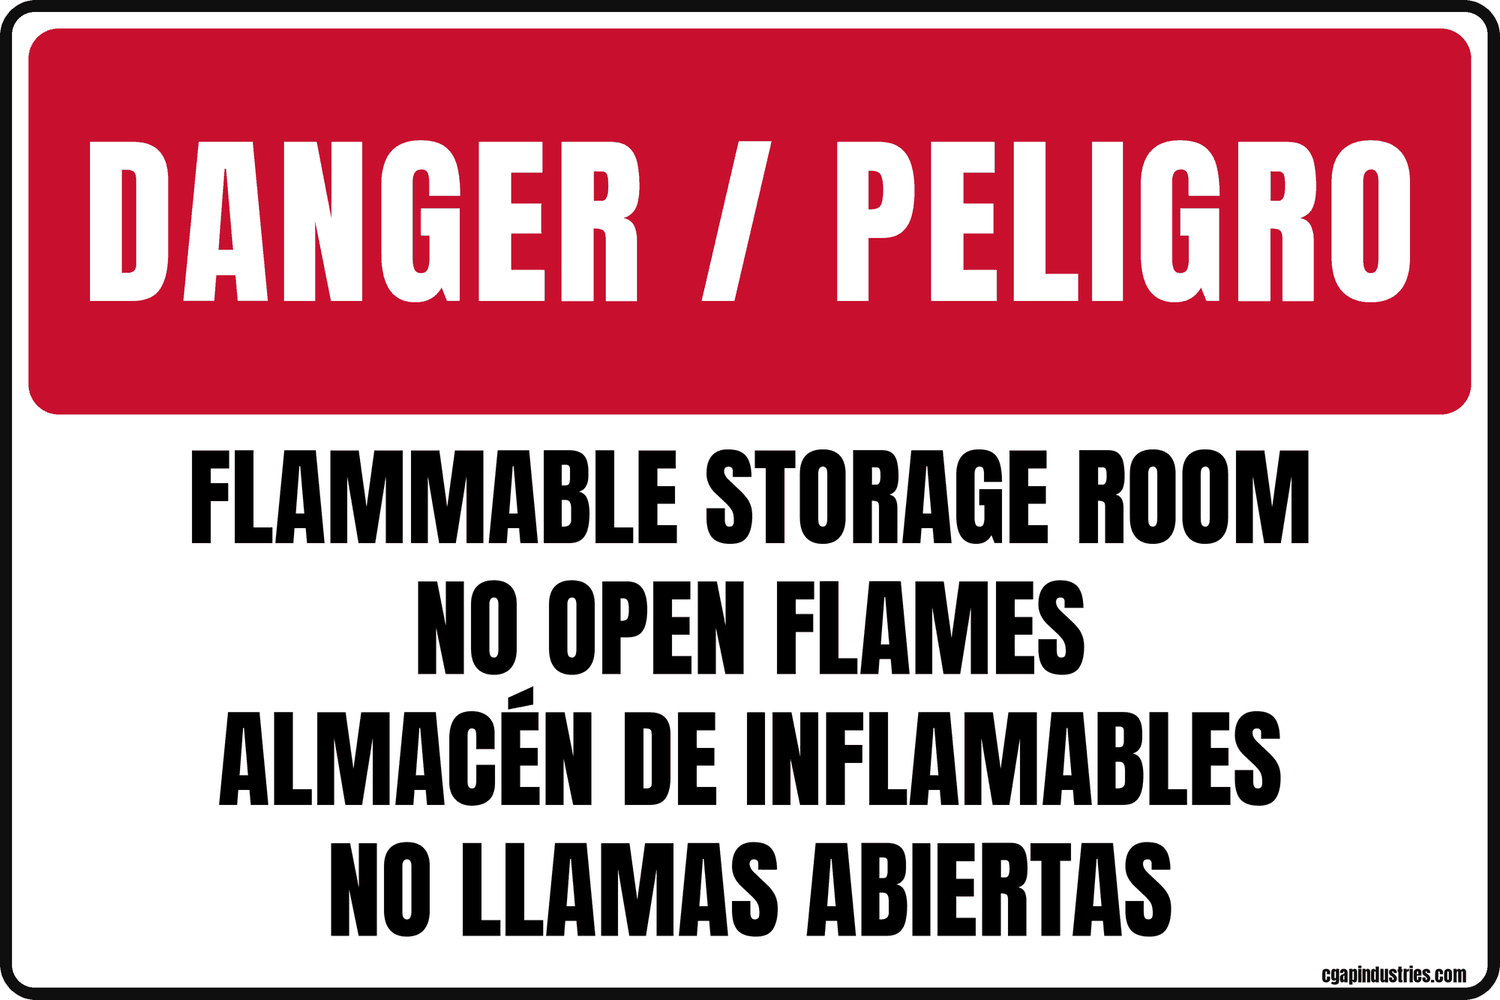 DANGER / PELIGRO
FLAMMABLE STORAGE ROOM
NO OPEN FLAMES
ALMACÉN DE INFLAMABLES
NO LLAMAS ABIERTAS
cgapindustries.com